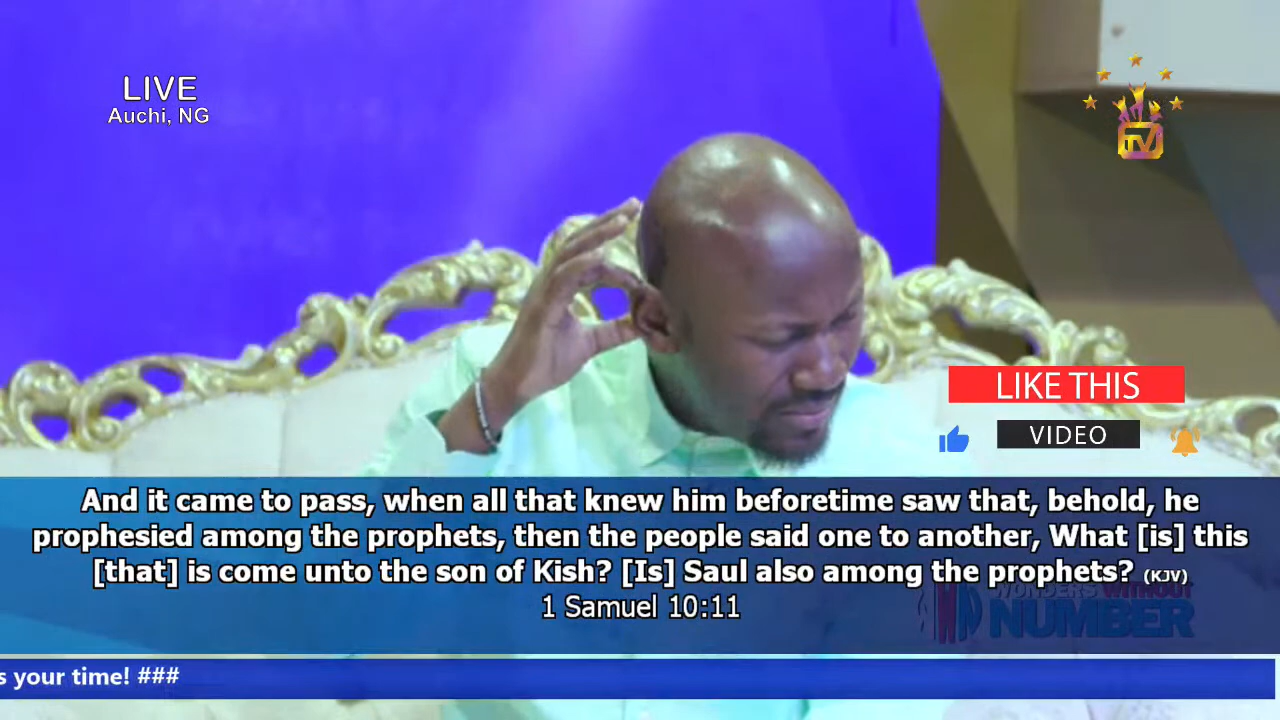 LIVE
Auchi, NG
TV
LIKE THIS
VIDEO
And it came to pass, when all that knew him beforetime saw that, behold, he
prophesied among the prophets, then the people said one to another, What [is] this
[that] is come unto the son of Kish? [Is] Saul also among the prophets? (KJV)
1 Samuel 10:11
WONDERS WITHOUT
NUMBER
s your time! ###